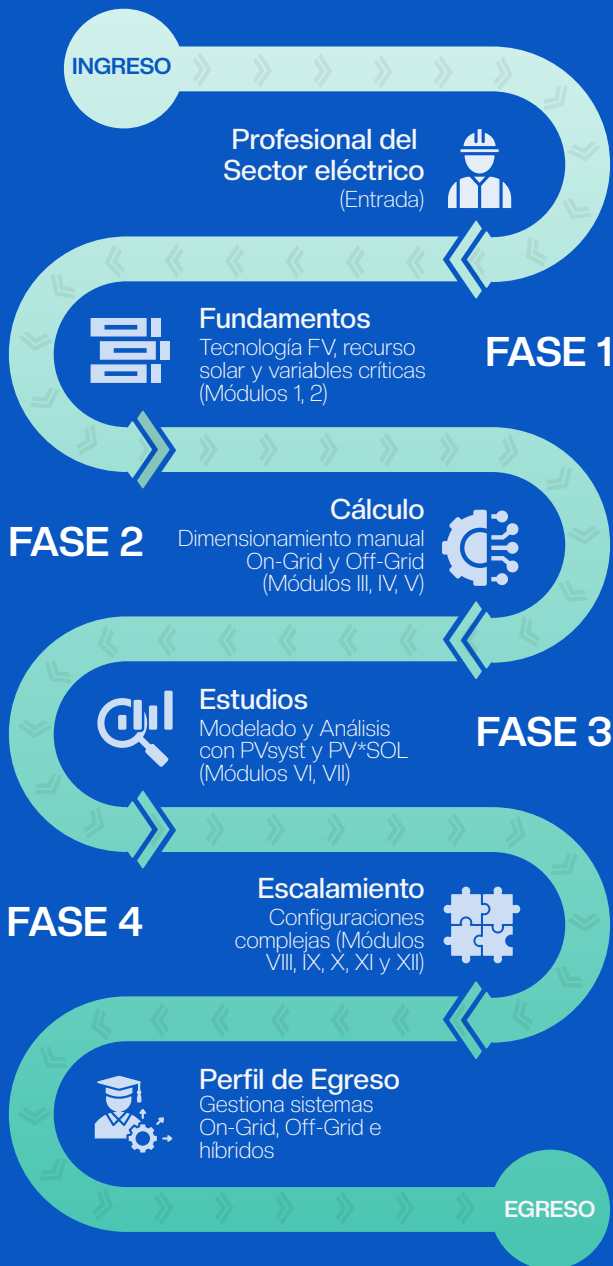 INGRESO
Profesional del
Sector eléctrico
(Entrada)
Fundamentos
Tecnología FV, recurso
solar y variables críticas
(Módulos 1, 2)
FASE 1
FASE 2
Cálculo
Dimensionamiento manual
On-Grid y Off-Grid
(Módulos III, IV, V)
Estudios
Modelado y Análisis
con PVsyst y PV*SOL
(Módulos VI, VII)
FASE 3
FASE 4
Escalamiento
Configuraciones
complejas (Módulos
VIII, IX, X, XI y XII)
Perfil de Egreso
Gestiona sistemas
On-Grid, Off-Grid e
híbridos
EGRESO